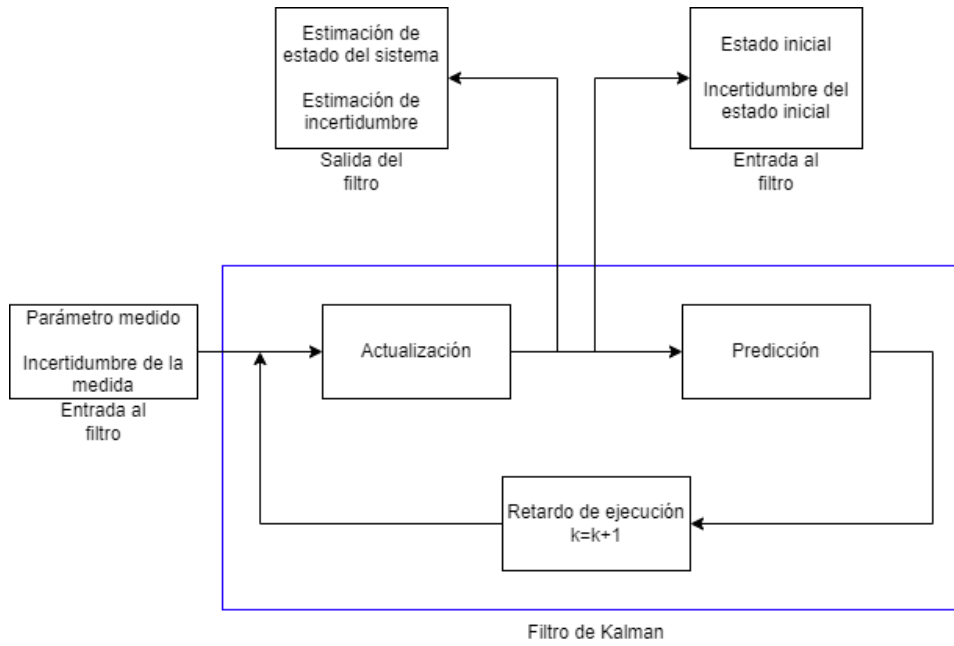 Estimación de
estado del sistema
Estimación de
incertidumbre
Salida del
filtro
Estado inicial
Incertidumbre del
estado inicial
Entrada al
filtro
Parámetro medido
Incertidumbre de la
medida
Entrada al
filtro
Actualización
Predicción
Retardo de ejecución
k=k+1
Filtro de Kalman